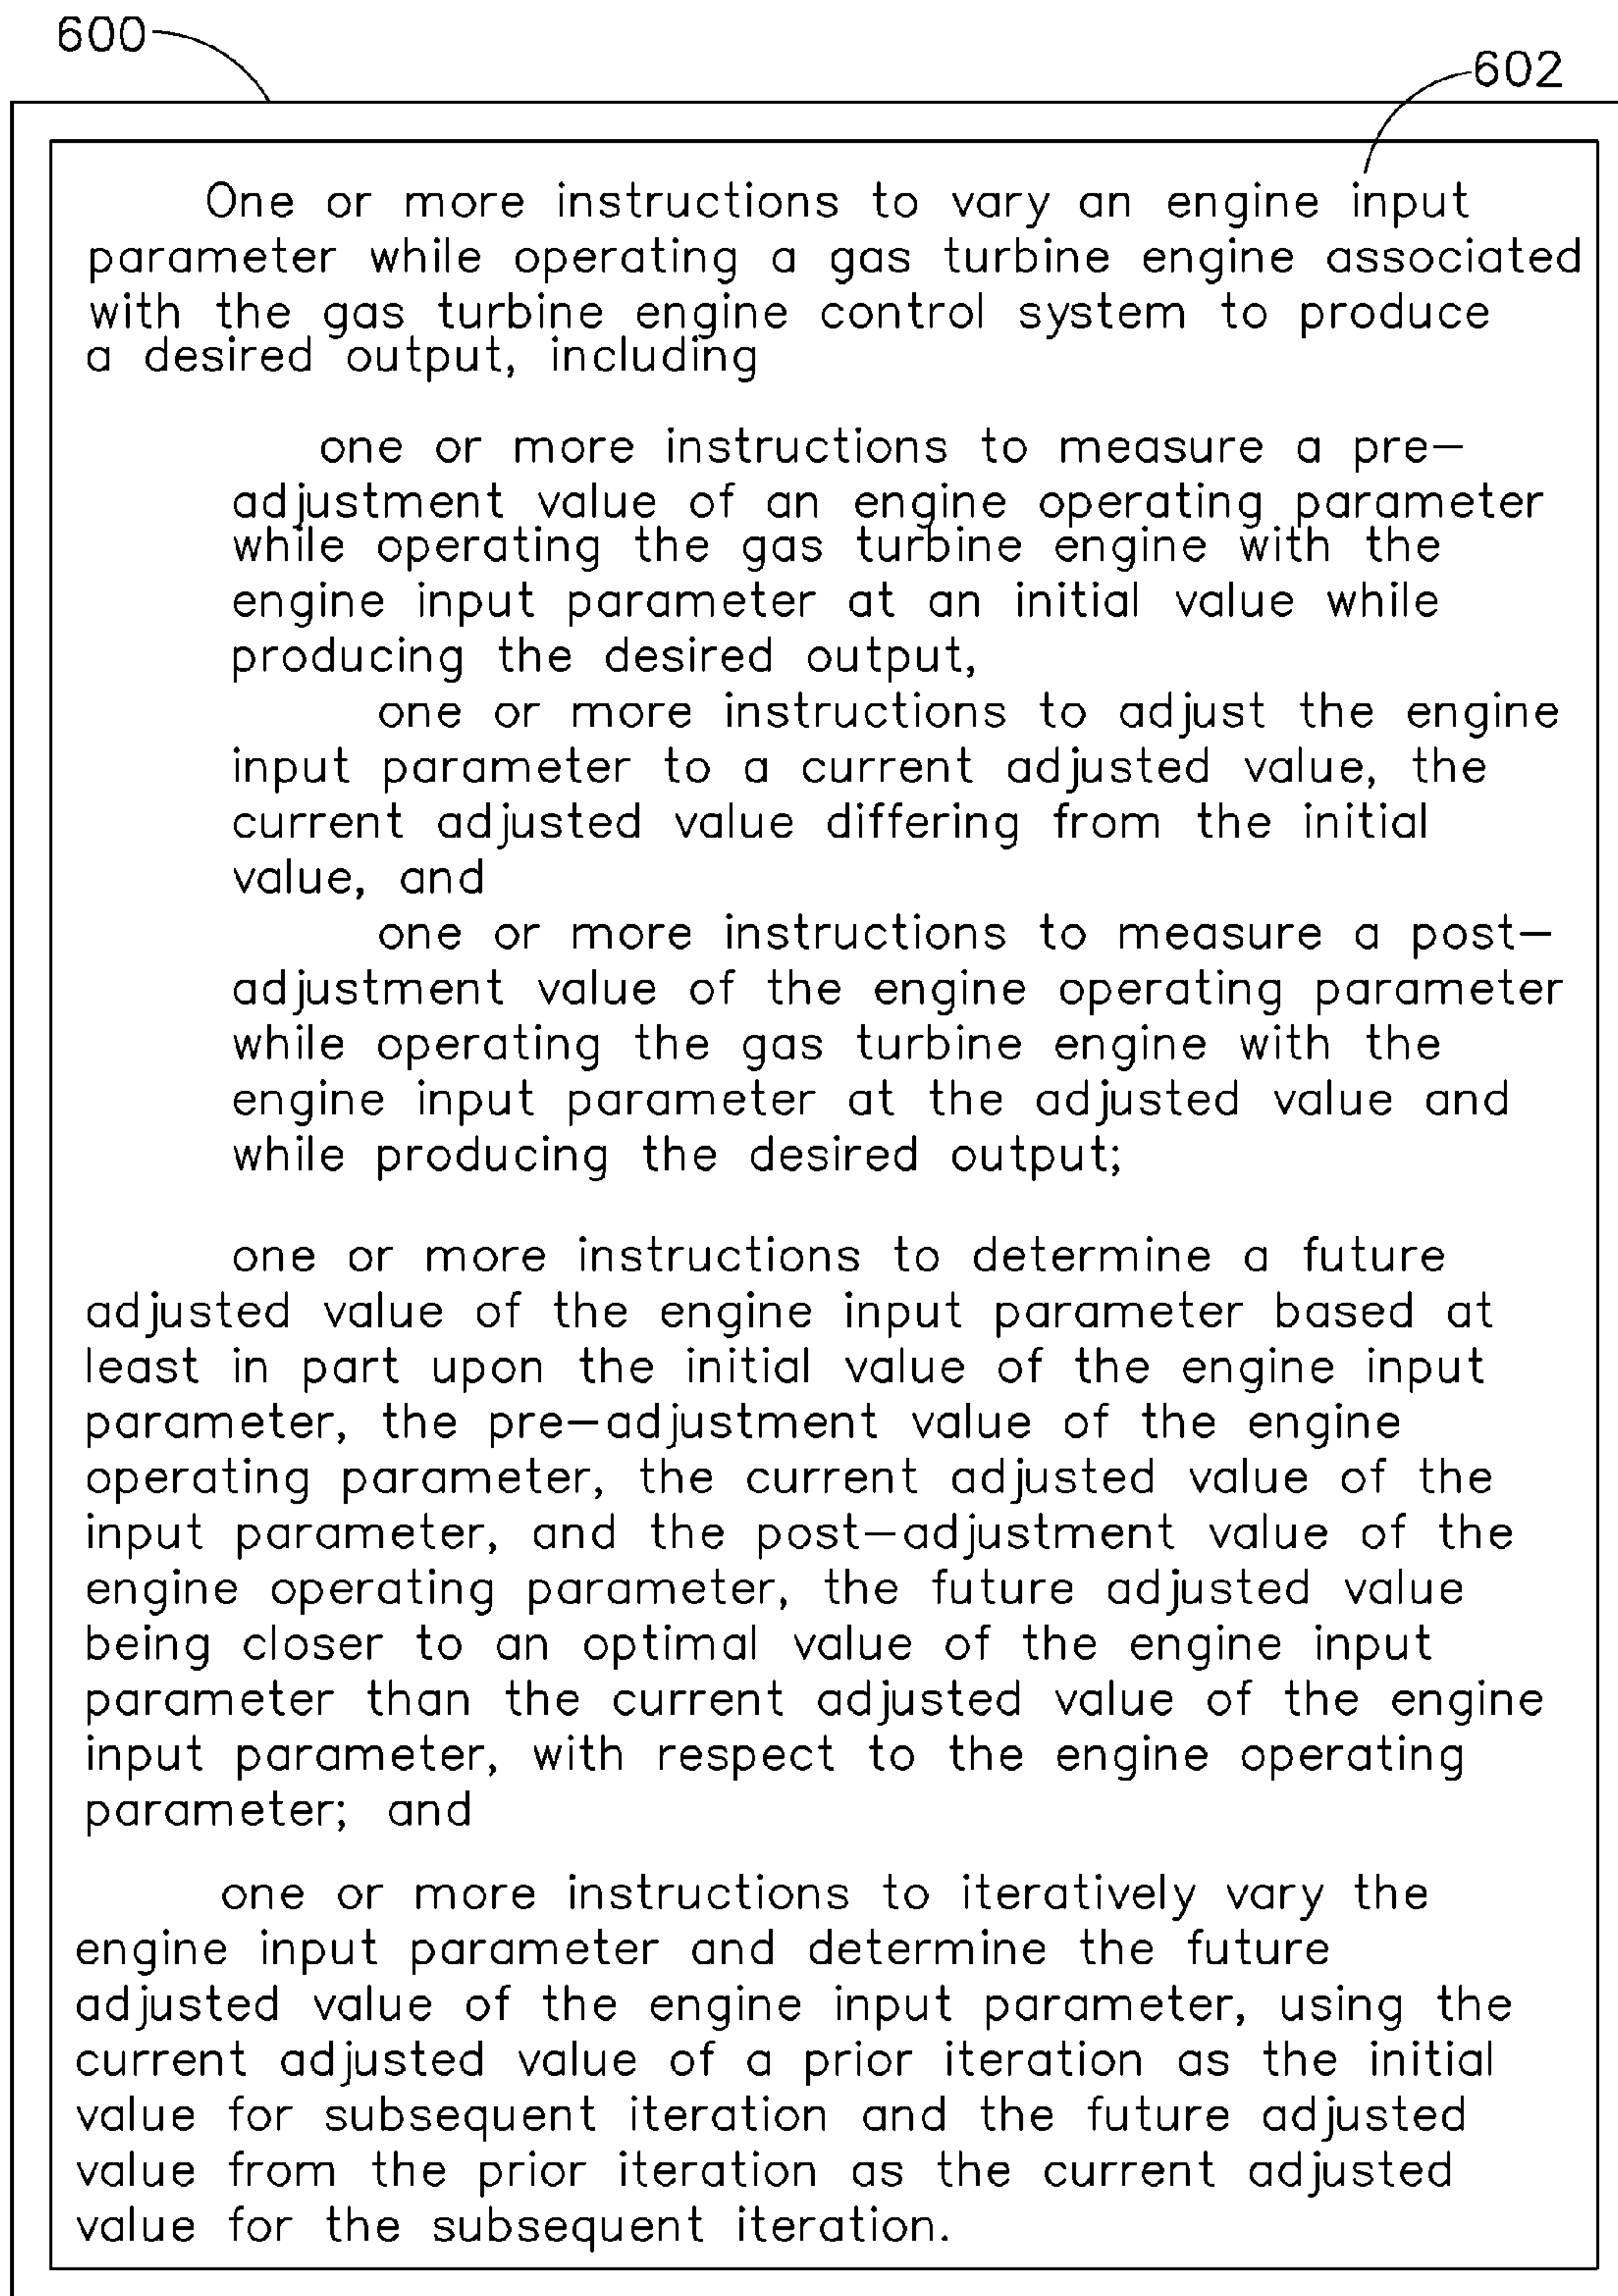 600
602
One or more instructions to vary an engine input
parameter while operating a gas turbine engine associated
with the gas turbine engine control system to produce
a desired output, including
one or more instructions to measure a pre-
adjustment value of an engine operating parameter
while operating the gas turbine engine with the
engine input parameter at an initial value while
producing the desired output,
one or more instructions to adjust the engine
input parameter to a current adjusted value, the
current adjusted value differing from the initial
value, and
one or more instructions to measure a post-
adjustment value of the engine operating parameter
while operating the gas turbine engine with the
engine input parameter at the adjusted value and
while producing the desired output;
one or more instructions to determine a future
adjusted value of the engine input parameter based at
least in part upon the initial value of the engine input
parameter, the pre-adjustment value of the engine
operating parameter, the current adjusted value of the
input parameter, and the post-adjustment value of the
engine operating parameter, the future adjusted value
being closer to an optimal value of the engine input
parameter than the current adjusted value of the engine
input parameter, with respect to the engine operating
parameter; and
one or more instructions to iteratively vary the
engine input parameter and determine the future
adjusted value of the engine input parameter, using the
current adjusted value of a prior iteration as the initial
value for subsequent iteration and the future adjusted
value from the prior iteration as the current adjusted
value for the subsequent iteration.